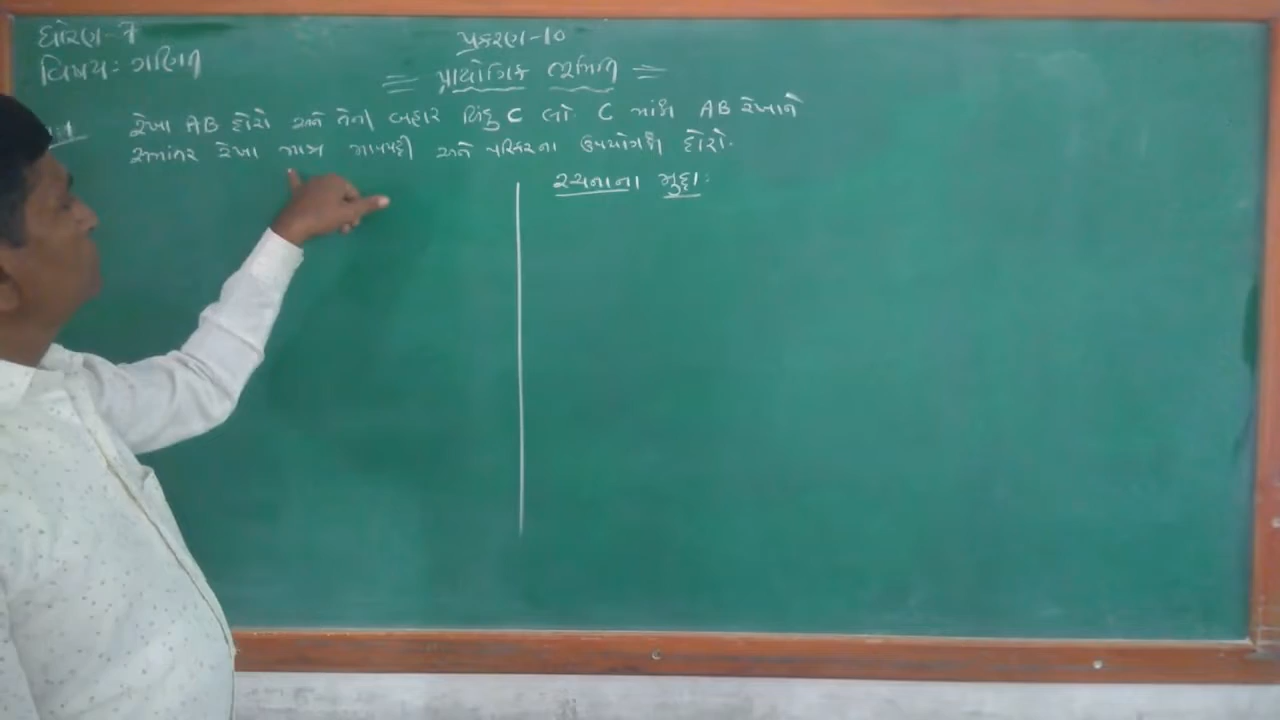 ધોરણ-7
પ્રકરણ-10
વિષય: ગણિત
= પ્રાયોગિક ભૂમિતિ =
રેખા AB દોરો અને તેની બહાર બિંદુ C લો. C માંથી AB રેખાને
સમાંતર રેખા માત્ર માપપટ્ટી અને પરિકરના ઉપયોગથી દોરો.
રચનાના મુદ્દા: